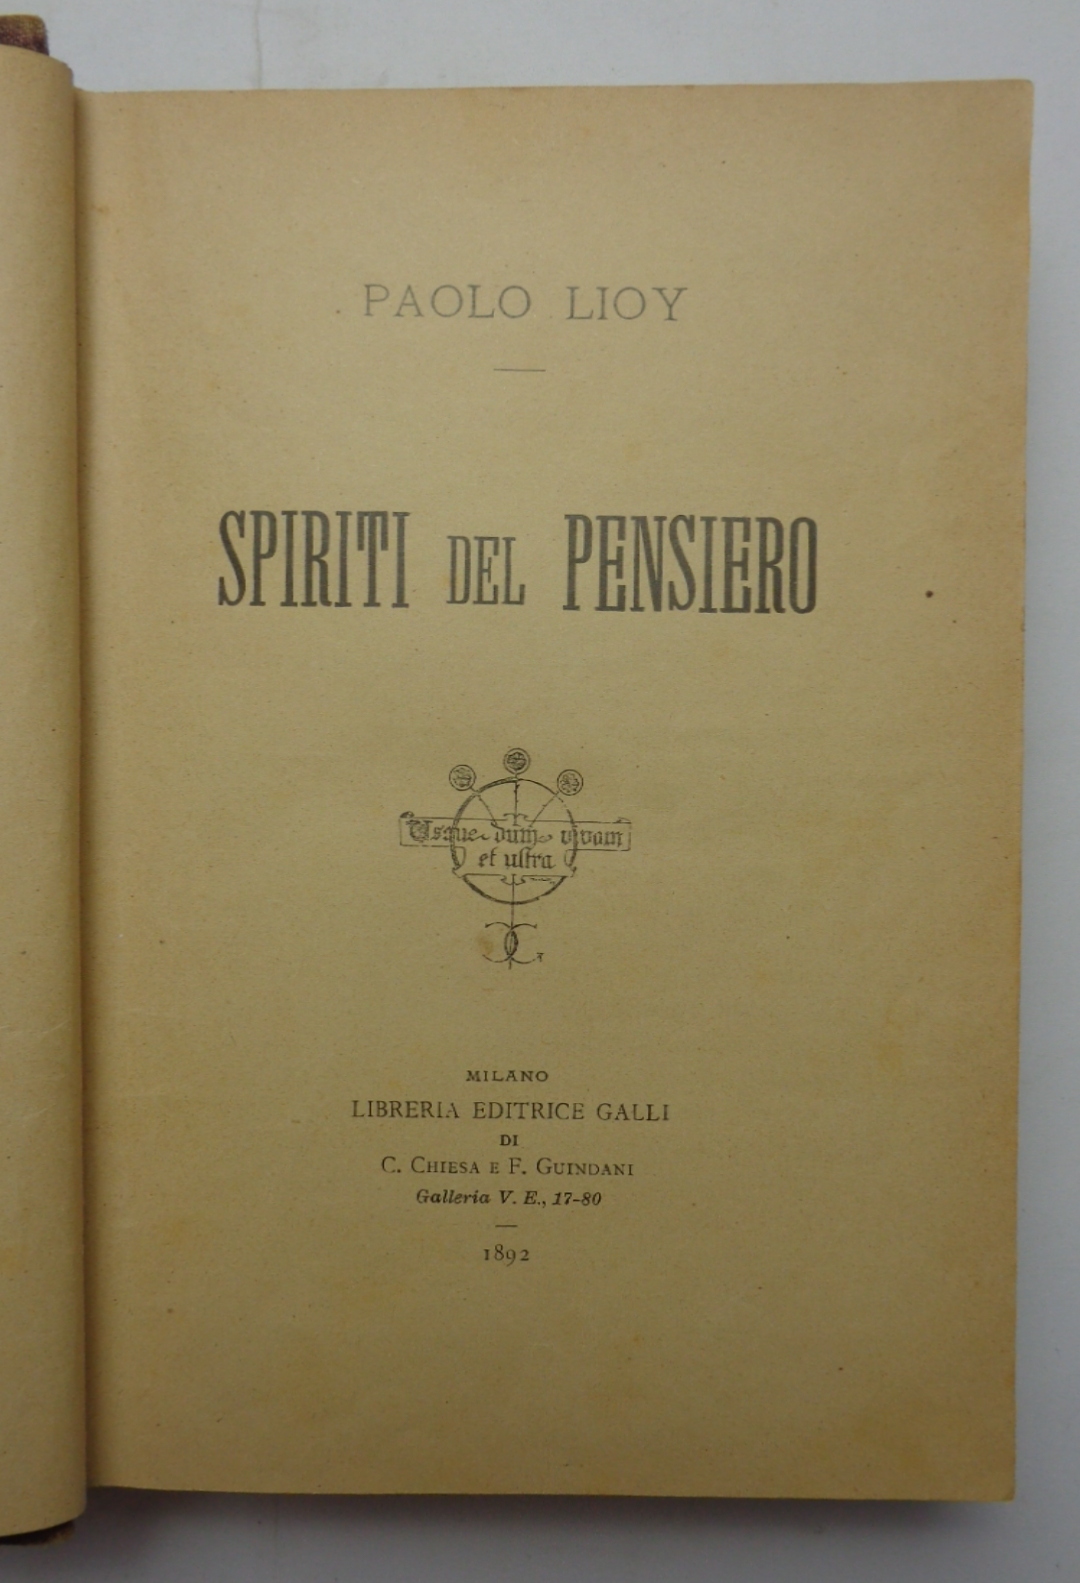 PAOLO LIOY
SPIRITI DEL PENSIERO
Usque dum vivam
et ultra
MILANO
LIBRERIA EDITRICE GALLI
DI
C. CHIESA E F. GUINDANI
Galleria V. E., 17-80
1892